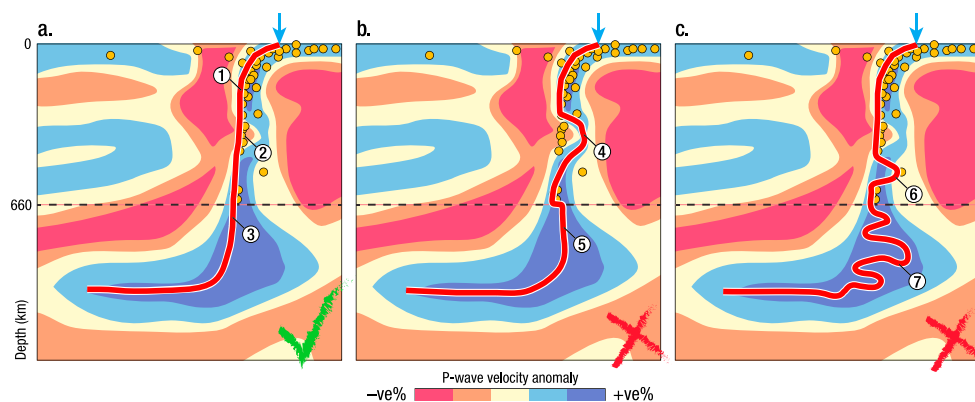 a.
b.
c.
0
660
Depth (km)
1
2
3
4
5
6
7
P-wave velocity anomaly
–ve%
+ve%